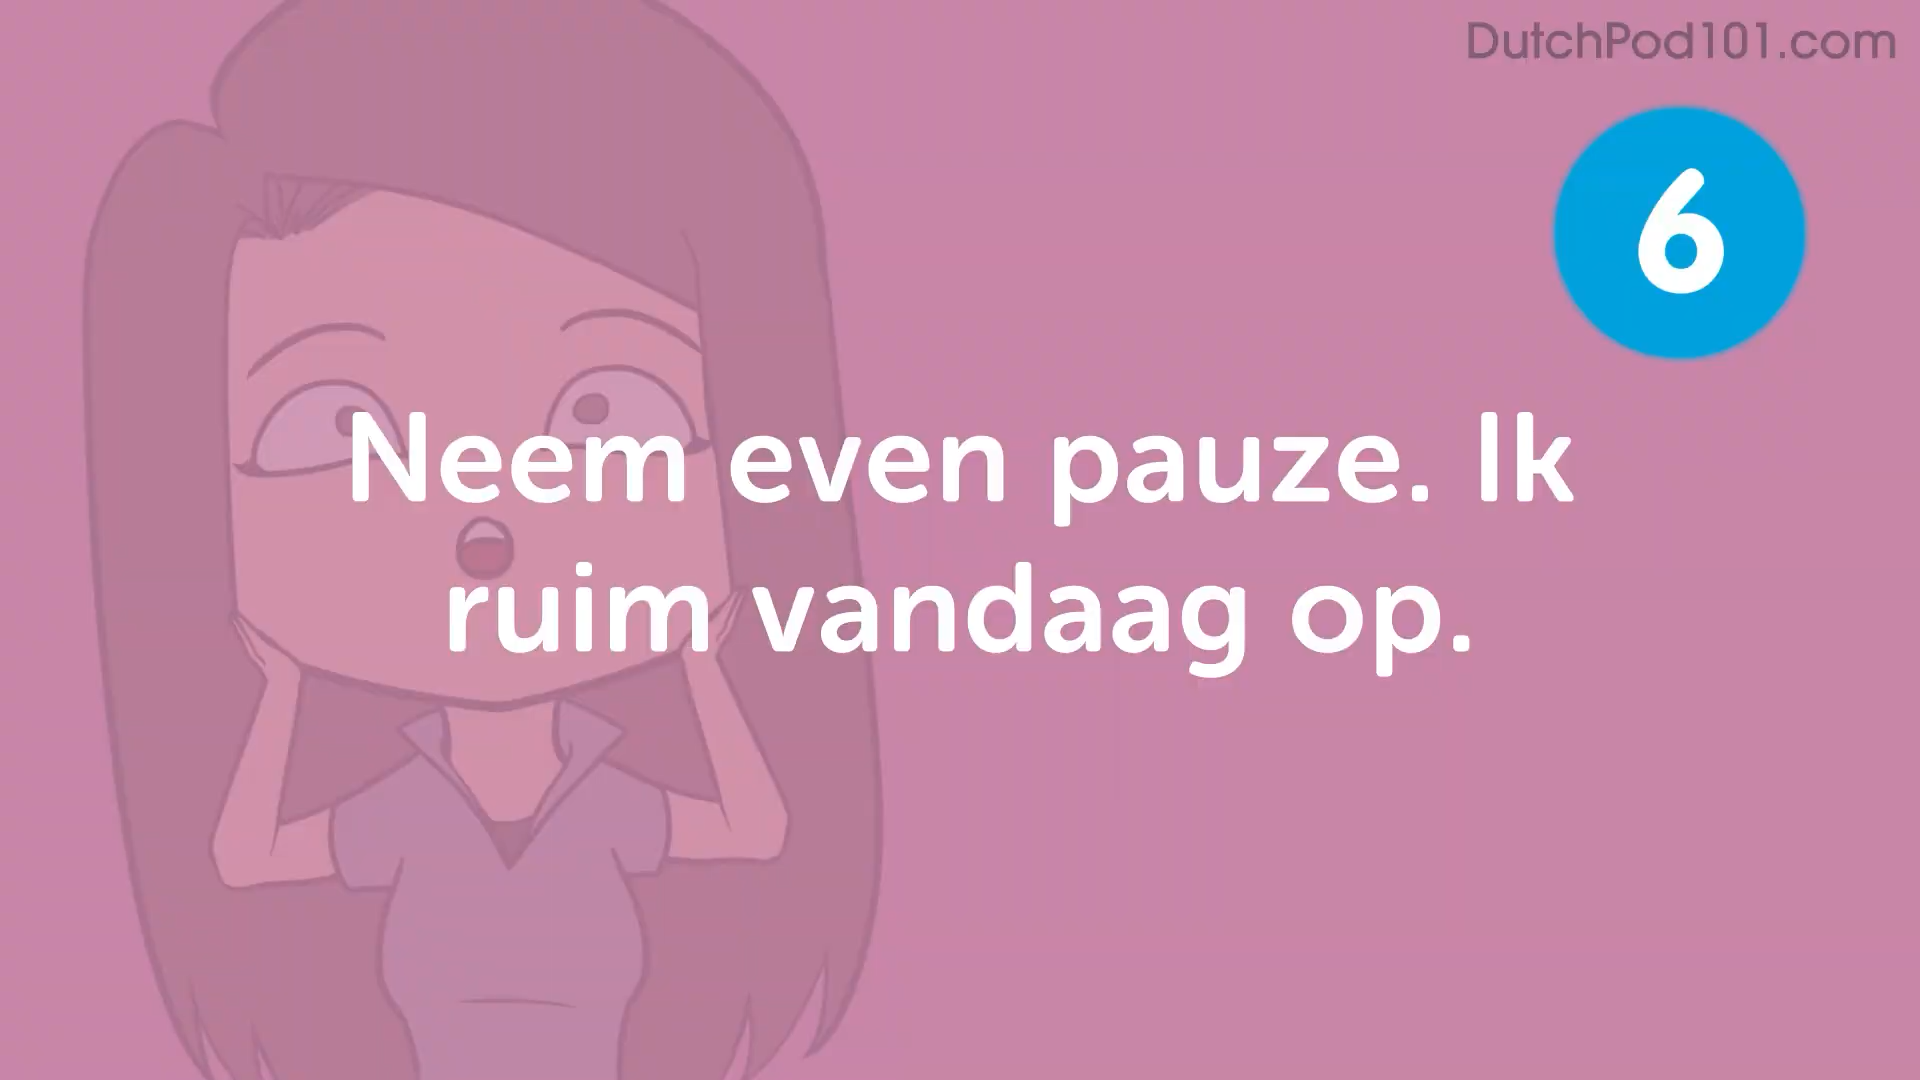 DutchPod101.com
6
Neem even pauze. Ik
ruim vandaag op.